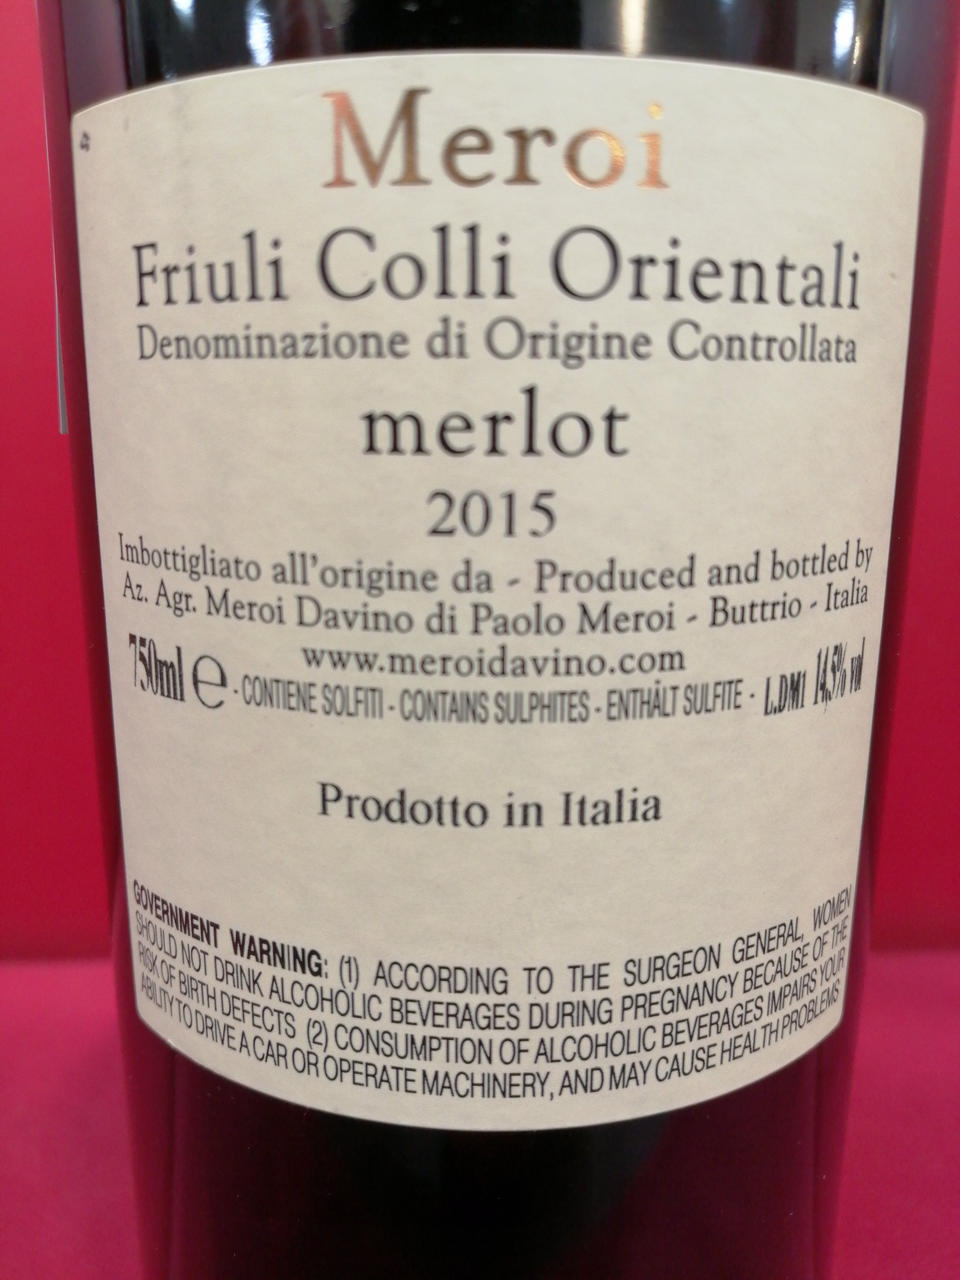 Meroi
Friuli Colli Orientali
Denominazione di Origine Controllata
merlot
2015
Imbottigliato all'origine da - Produced and bottled by
Az. Agr. Meroi Davino di Paolo Meroi - Buttrio - Italia
www.meroidavino.com
750ml ℮ - CONTIENE SOLFITI - CONTAINS SULPHITES - ENTHÄLT SULFITE - L.DM1 14,5% vol
Prodotto in Italia
GOVERNMENT WARNING: (1) ACCORDING TO THE SURGEON GENERAL, WOMEN
SHOULD NOT DRINK ALCOHOLIC BEVERAGES DURING PREGNANCY BECAUSE OF THE
RISK OF BIRTH DEFECTS (2) CONSUMPTION OF ALCOHOLIC BEVERAGES IMPAIRS YOUR
ABILITY TO DRIVE A CAR OR OPERATE MACHINERY, AND MAY CAUSE HEALTH PROBLEMS